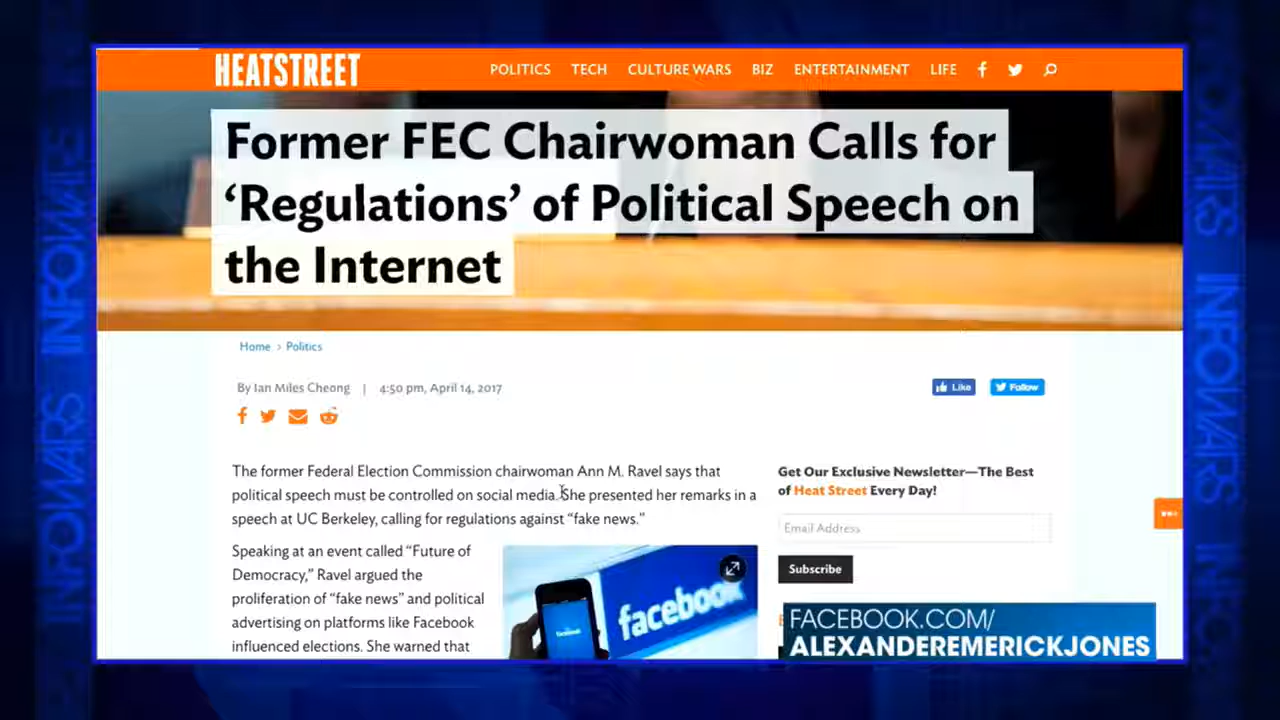 HEATSTREET
POLITICS TECH CULTURE WARS BIZ ENTERTAINMENT LIFE
Former FEC Chairwoman Calls for
‘Regulations’ of Political Speech on
the Internet
Home › Politics
By Ian Miles Cheong | 4:50 pm, April 14, 2017
Like Follow
The former Federal Election Commission chairwoman Ann M. Ravel says that
political speech must be controlled on social media. She presented her remarks in a
speech at UC Berkeley, calling for regulations against “fake news.”
Speaking at an event called “Future of
Democracy,” Ravel argued the
proliferation of “fake news” and political
advertising on platforms like Facebook
influenced elections. She warned that
facebook
facebook
Get Our Exclusive Newsletter—The Best
of Heat Street Every Day!
Email Address
Subscribe
FACEBOOK.COM/
ALEXANDEREMERICKJONES
INFOWARS
INFOWARS
INFOWARS
INFOWARS